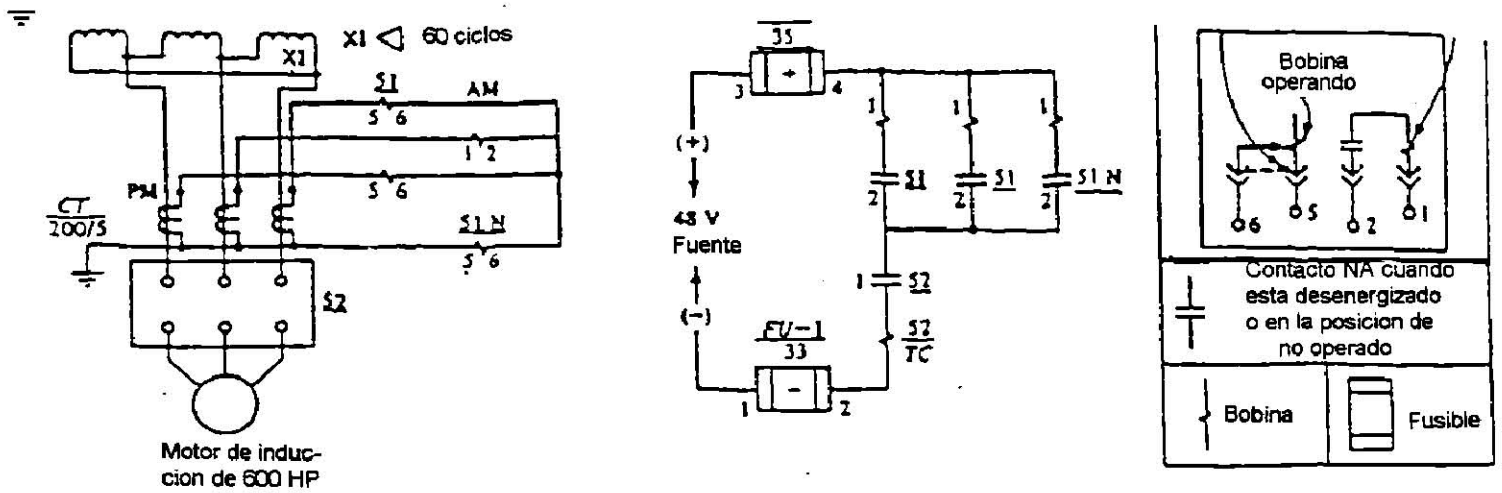 X1 60 ciclos
X1
51
5 6
AM
1 2
5 6
PM
CT
200/5
51 N
5 6
52
Motor de induc-
cion de 600 HP
35
3 + 4
(+)
48 V
Fuente
(-)
1 1 1
51 51 51 N
2 2 2
1 52
52
TC
FU-1
33
1 - 2
Bobina
operando
6 5 2 1
Contacto NA cuando
esta desenergizado
o en la posicion de
no operado
Bobina
Fusible